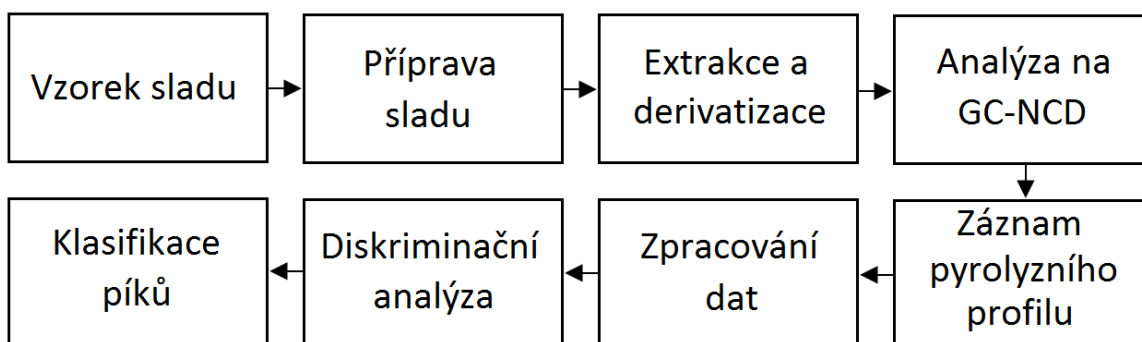 Vzorek sladu
Příprava
sladu
Extrakce a
derivatizace
Analýza na
GC-NCD
Záznam
pyrolyzního
profilu
Zpracování
dat
Diskriminační
analýza
Klasifikace
píků